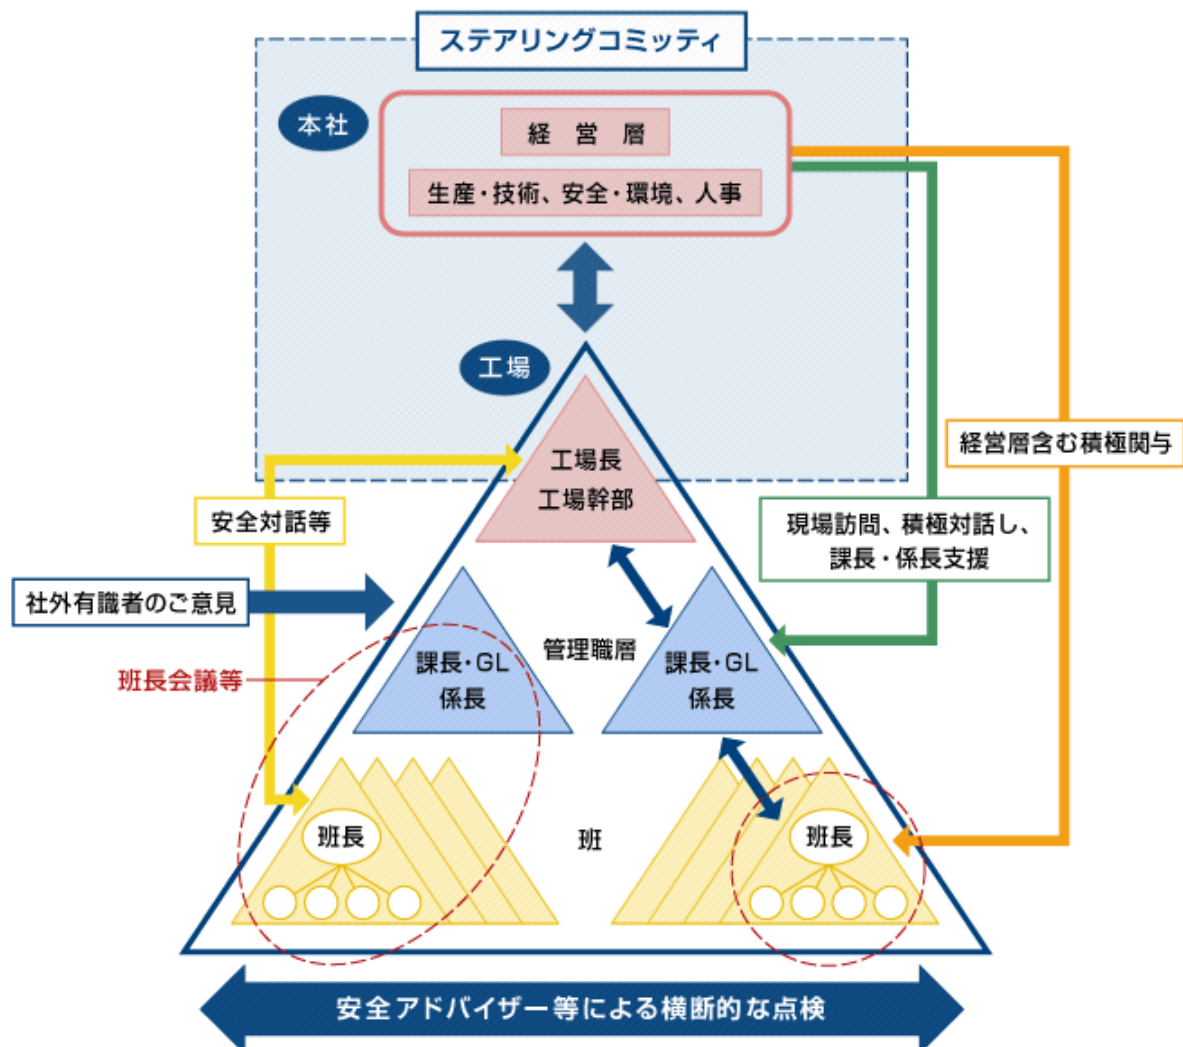 ステアリングコミッティ
本社
経営層
生産・技術、安全・環境、人事
工場
工場長
工場幹部
経営層含む積極関与
安全対話等
現場訪問、積極対話し、
課長・係長支援
社外有識者のご意見
管理職層
課長・GL
係長
課長・GL
係長
班長会議等
班長
班
班長
安全アドバイザー等による横断的な点検